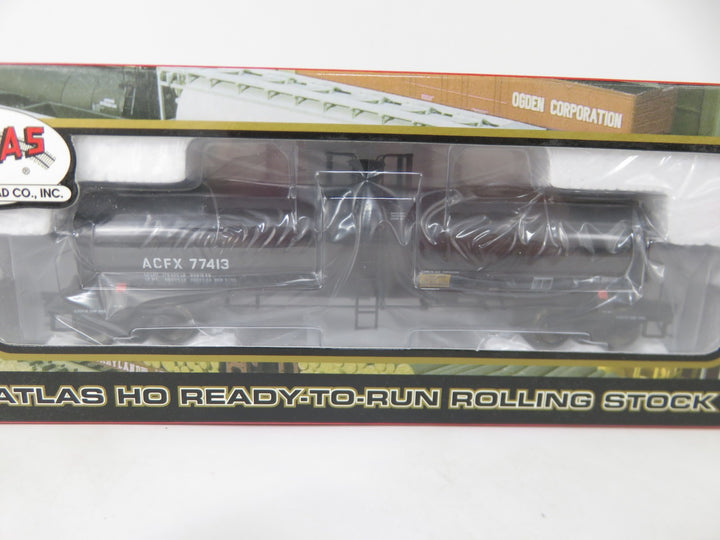 OGDEN CORPORATION
AS
®
AD CO., INC.
ACFX 77413
ATLAS HO READY-TO-RUN ROLLING STOCK